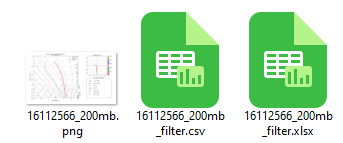 16112566_200mb.
png
16112566_200mb
_filter.csv
16112566_200mb
_filter.xlsx